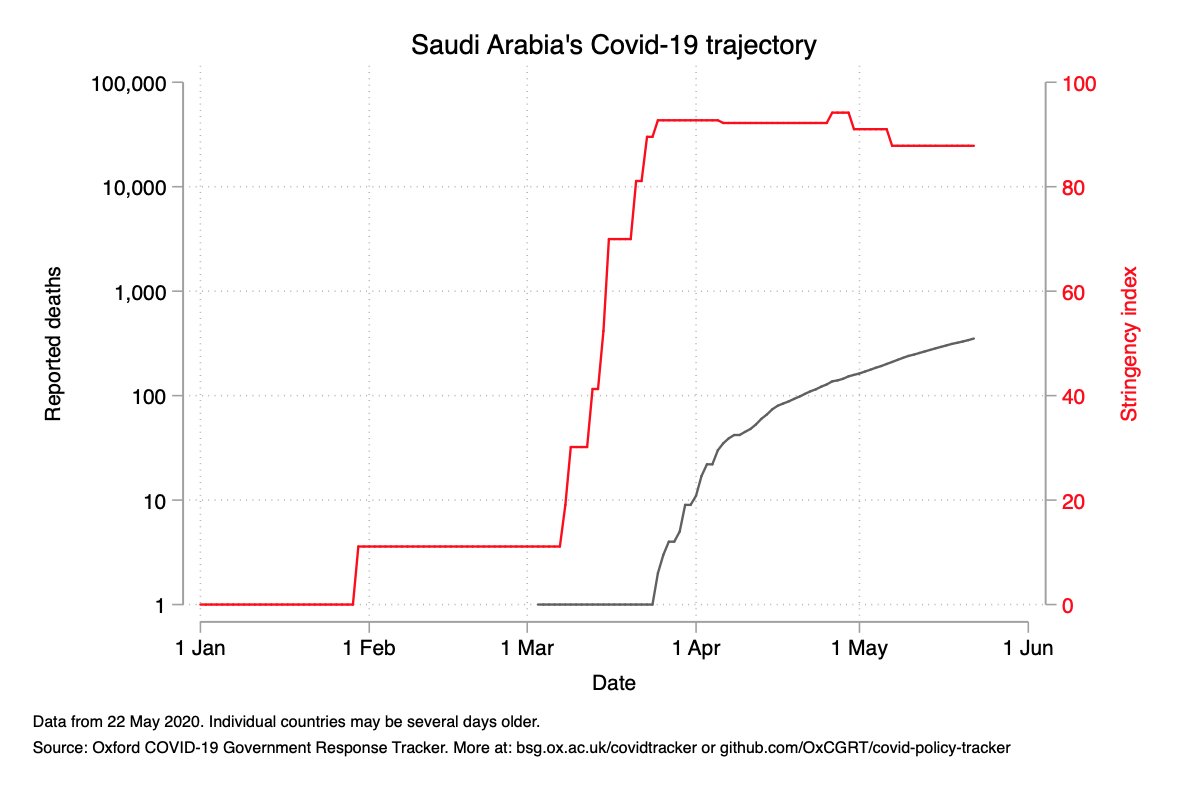 Saudi Arabia's Covid-19 trajectory
100,000
10,000
1,000
100
10
1
Reported deaths
100
80
60
40
20
0
Stringency index
1 Jan
1 Feb
1 Mar
1 Apr
1 May
1 Jun
Date
Data from 22 May 2020. Individual countries may be several days older.
Source: Oxford COVID-19 Government Response Tracker. More at: bsg.ox.ac.uk/covidtracker or github.com/OxCGRT/covid-policy-tracker